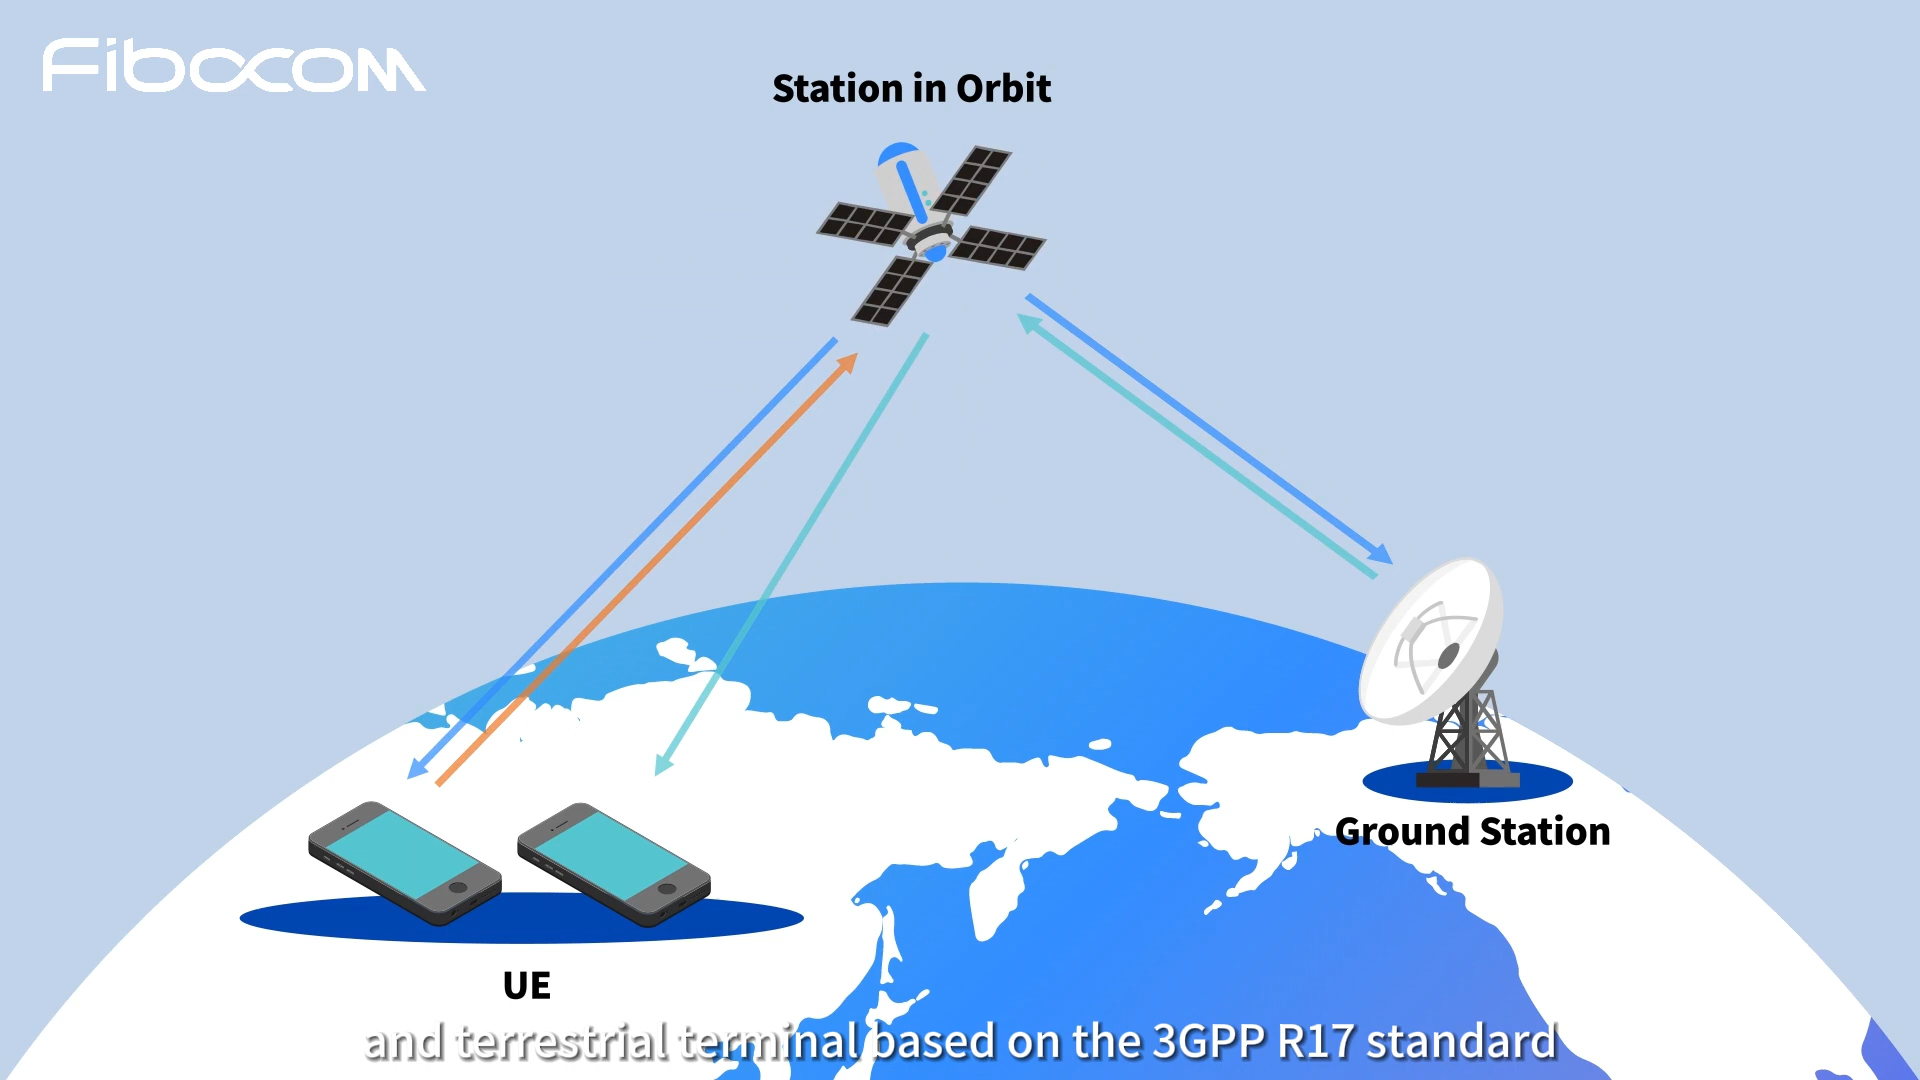 Fibocom
Station in Orbit
Ground Station
UE
and terrestrial terminal based on the 3GPP R17 standard